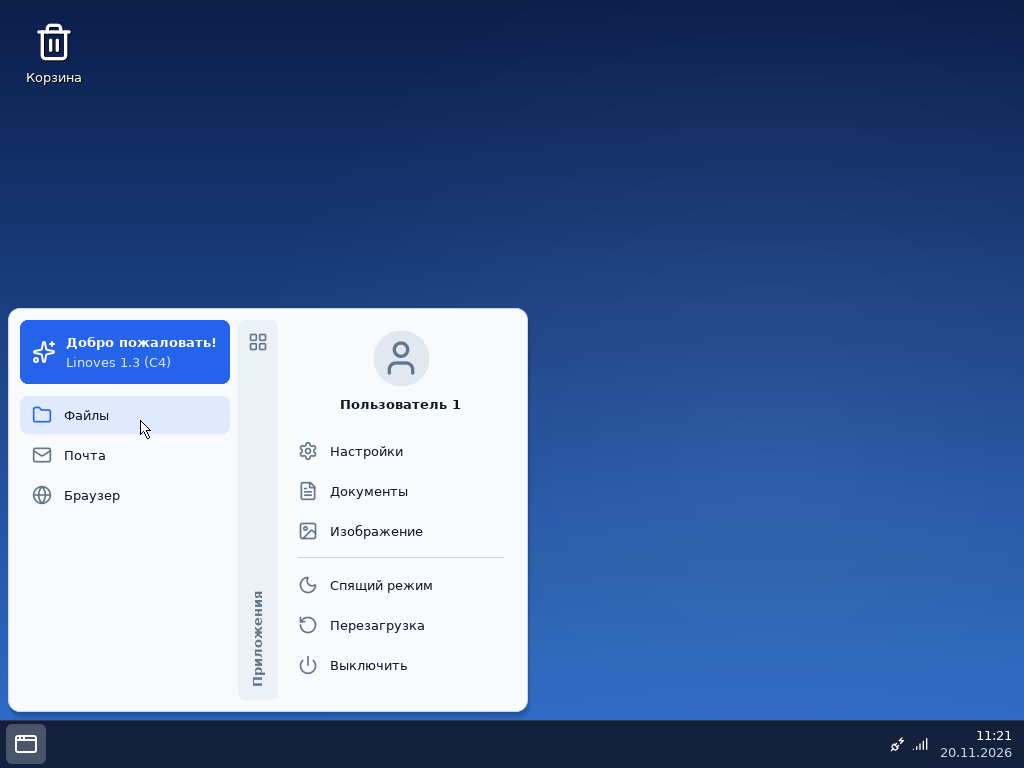 Корзина
Добро пожаловать!
Linoves 1.3 (C4)
Файлы
Почта
Браузер
Приложения
Пользователь 1
Настройки
Документы
Изображение
Спящий режим
Перезагрузка
Выключить
11:21
20.11.2026